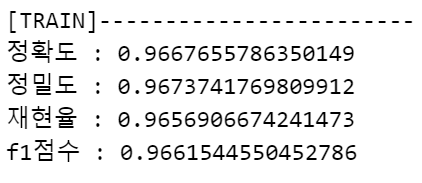 [TRAIN]------------------------
정확도 : 0.9667655786350149
정밀도 : 0.9673741769809912
재현율 : 0.9656906674241473
f1점수 : 0.9661544550452786